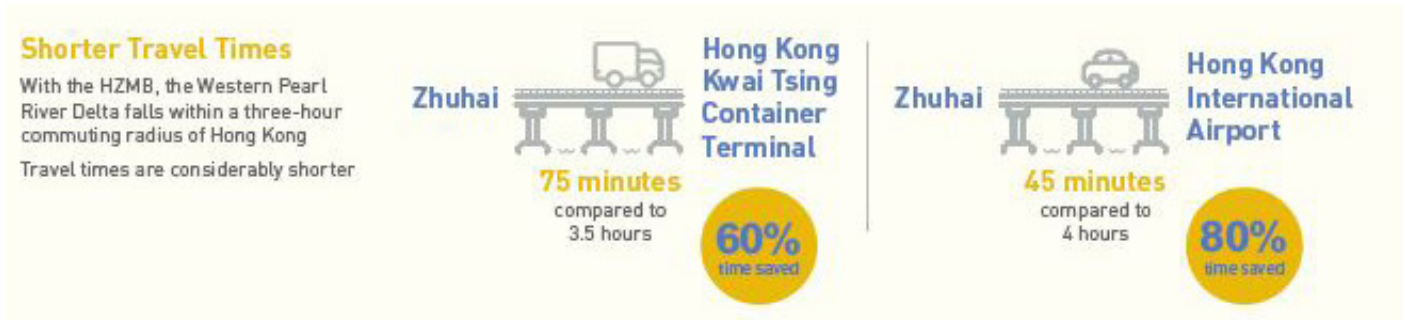 Shorter Travel Times
With the HZMB, the Western Pearl
River Delta falls within a three-hour
commuting radius of Hong Kong
Travel times are considerably shorter
Zhuhai
Hong Kong
Kwai Tsing
Container
Terminal
75 minutes
compared to
3.5 hours
60%
time saved
Zhuhai
Hong Kong
International
Airport
45 minutes
compared to
4 hours
80%
time saved